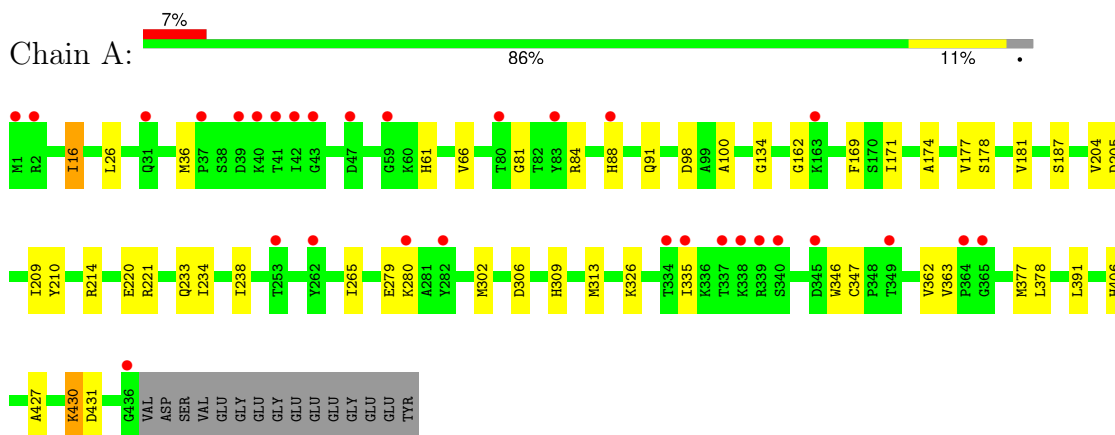 7%
Chain A:
86% 11% •
M1 R2 I16 L26 Q31 M36 P37 S38 D39 K40 T41 I42 G43 D47 G59 K60 H61 V66 T80 G81 T82 Y83 R84 H88 Q91 D98 A99 A100 G134 G162 K163 F169 S170 I171 A174 V177 S178 V181 S187 V204
I209 Y210 R214 E220 R221 Q233 I234 I238 T253 Y262 I265 E279 K280 A281 Y282 M302 D306 H309 M313 K326 T334 I335 K336 T337 K338 R339 S340 D345 W346 C347 P348 T349 V362 V363 P364 G365 M377 L378 L391 H406
A427 K430 D431 G436 VAL ASP SER VAL GLU GLY GLU GLY GLU GLU GLU GLY GLU GLU TYR